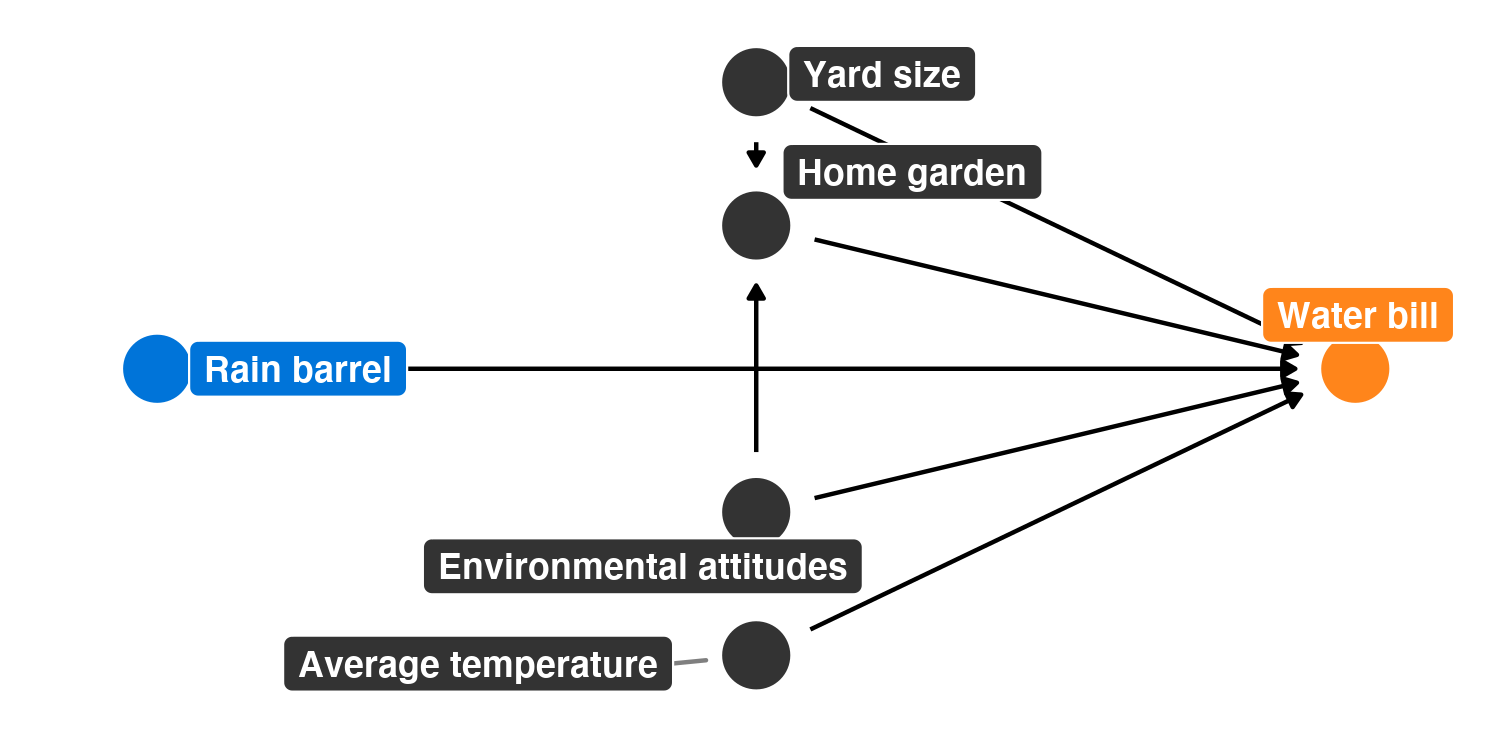 Yard size
Home garden
Water bill
Rain barrel
Environmental attitudes
Average temperature